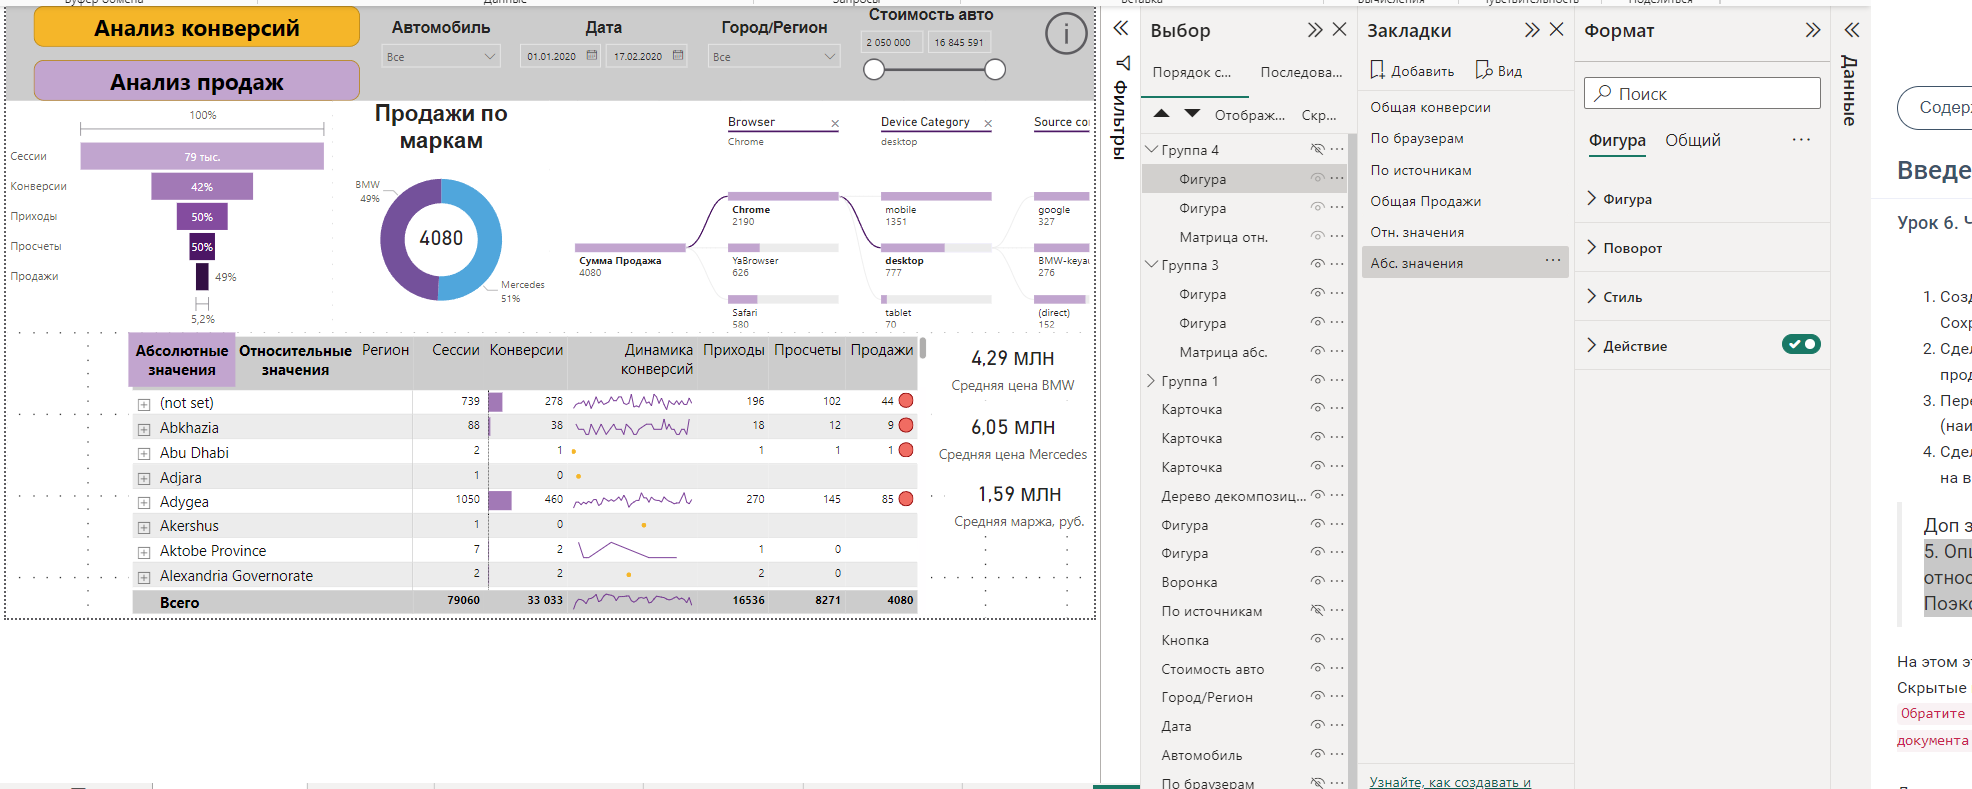 Анализ конверсий
Анализ продаж
Автомобиль
Все
Дата
01.01.2020
17.02.2020
Город/Регион
Все
Стоимость авто
2 050 000
16 845 591
100%
Сессии
79 тыс.
Конверсии
42%
Приходы
50%
Просчеты
50%
Продажи
49%
5,2%
Продажи по
маркам
BMW
49%
4080
Mercedes
51%
Browser
Chrome
Device Category
desktop
Source co
Сумма Продажа
4080
Chrome
2190
YaBrowser
626
Safari
580
mobile
1351
desktop
777
tablet
70
google
327
BMW-keya
276
(direct)
152
Абсолютные
значения
Относительные
значения
Регион
Сессии
Конверсии
Динамика
конверсий
Приходы
Просчеты
Продажи
(not set) 739 278 196 102 44
Abkhazia 88 38 18 12 9
Abu Dhabi 2 1 1 1 1
Adjara 1 0
Adygea 1050 460 270 145 85
Akershus 1 0
Aktobe Province 7 2 1 0
Alexandria Governorate 2 2 2 0
Всего 79060 33 033 16536 8271 4080
4,29 МЛН
Средняя цена BMW
6,05 МЛН
Средняя цена Mercedes
1,59 МЛН
Средняя маржа, руб.
Фильтры
Выбор
Порядок с...
Последова...
Отображ...
Скр...
Группа 4
Фигура
Фигура
Матрица отн.
Группа 3
Фигура
Фигура
Матрица абс.
Группа 1
Карточка
Карточка
Карточка
Дерево декомпозиц...
Фигура
Фигура
Воронка
По источникам
Кнопка
Стоимость авто
Город/Регион
Дата
Автомобиль
По браузерам
Закладки
Добавить
Вид
Общая конверсии
По браузерам
По источникам
Общая Продажи
Отн. значения
Абс. значения
Узнайте, как создавать и
Формат
Поиск
Фигура
Общий
Фигура
Поворот
Стиль
Действие
Данные
Содер
Введе
Урок 6. Ч
1. Созд
Сохр
2. Сдел
прод
3. Пере
(наи
4. Сдел
на в
Доп з
5. Опц
относ
Поэко
На этом э
Скрытые
Обратите
документа